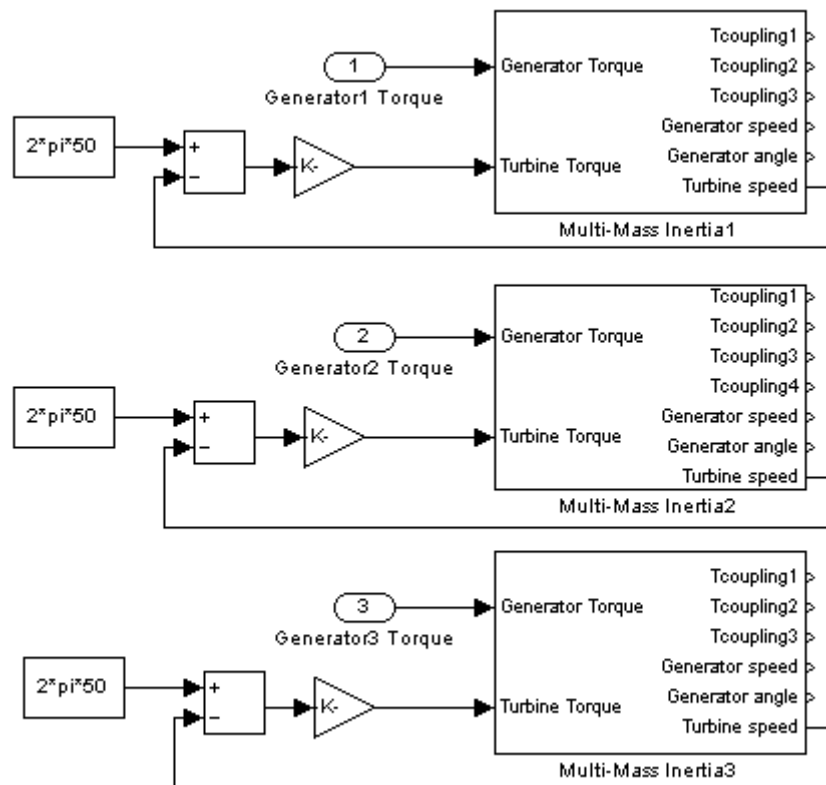 Tcoupling1
1
Generator Torque
Tcoupling2
Generator1 Torque
Tcoupling3
2*pi*50
+
−
K-
Generator speed
Generator angle
Turbine Torque
Turbine speed
Multi-Mass Inertia1
Tcoupling1
2
Generator Torque
Tcoupling2
Generator2 Torque
Tcoupling3
Tcoupling4
2*pi*50
+
−
K-
Generator speed
Turbine Torque
Generator angle
Turbine speed
Multi-Mass Inertia2
Tcoupling1
3
Generator Torque
Tcoupling2
Generator3 Torque
Tcoupling3
2*pi*50
+
−
K-
Generator speed
Generator angle
Turbine Torque
Turbine speed
Multi-Mass Inertia3